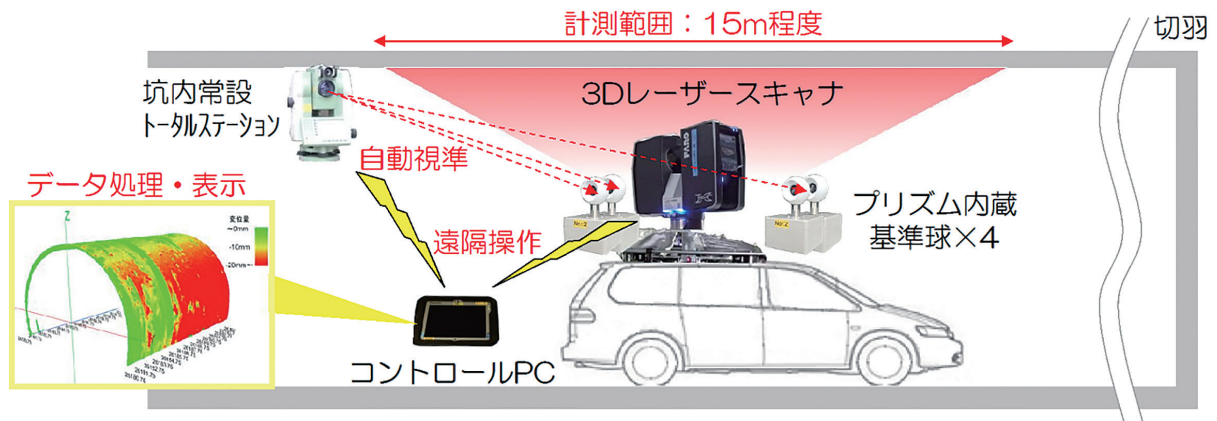 計測範囲：15m程度
切羽
坑内常設
トータルステーション
3Dレーザースキャナ
自動視準
データ処理・表示
変位量
～0mm
-10mm
-20mm～
Z
遠隔操作
No.2
プリズム内蔵
基準球×4
コントロールPC